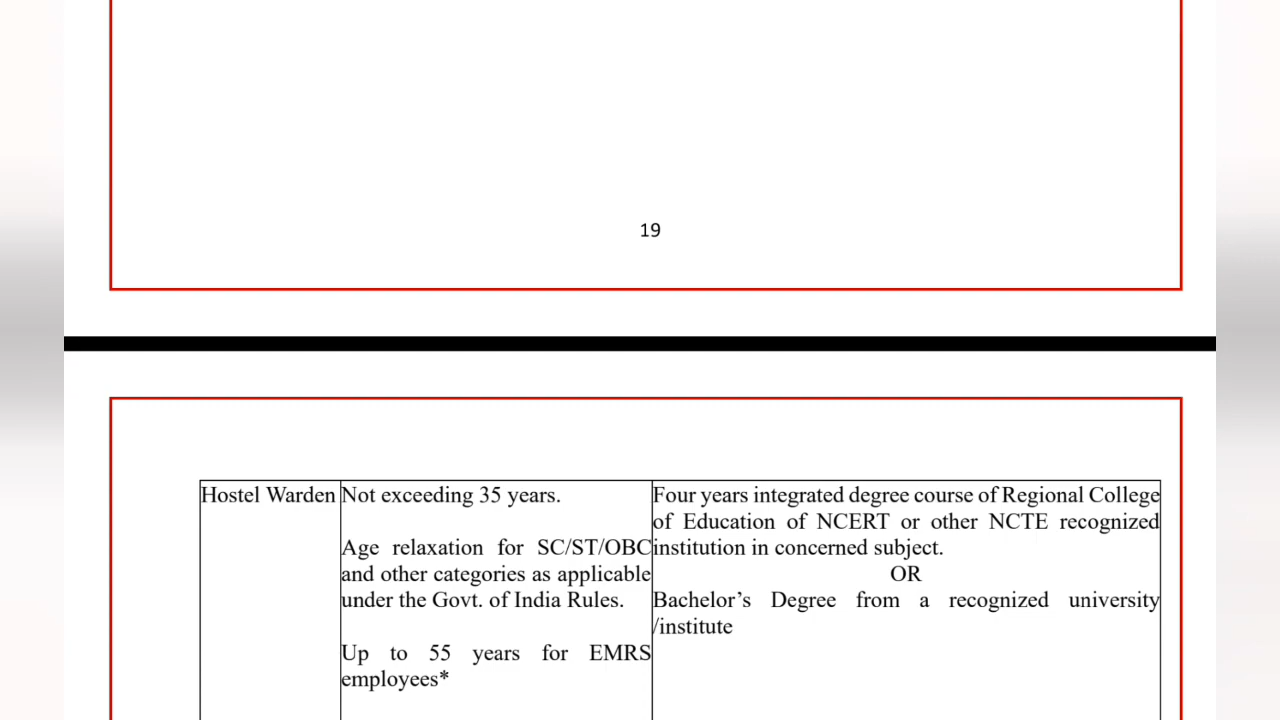 19
Hostel Warden
Not exceeding 35 years.
Age relaxation for SC/ST/OBC
and other categories as applicable
under the Govt. of India Rules.
Up to 55 years for EMRS
employees*
Four years integrated degree course of Regional College
of Education of NCERT or other NCTE recognized
institution in concerned subject.
OR
Bachelor’s Degree from a recognized university
/institute